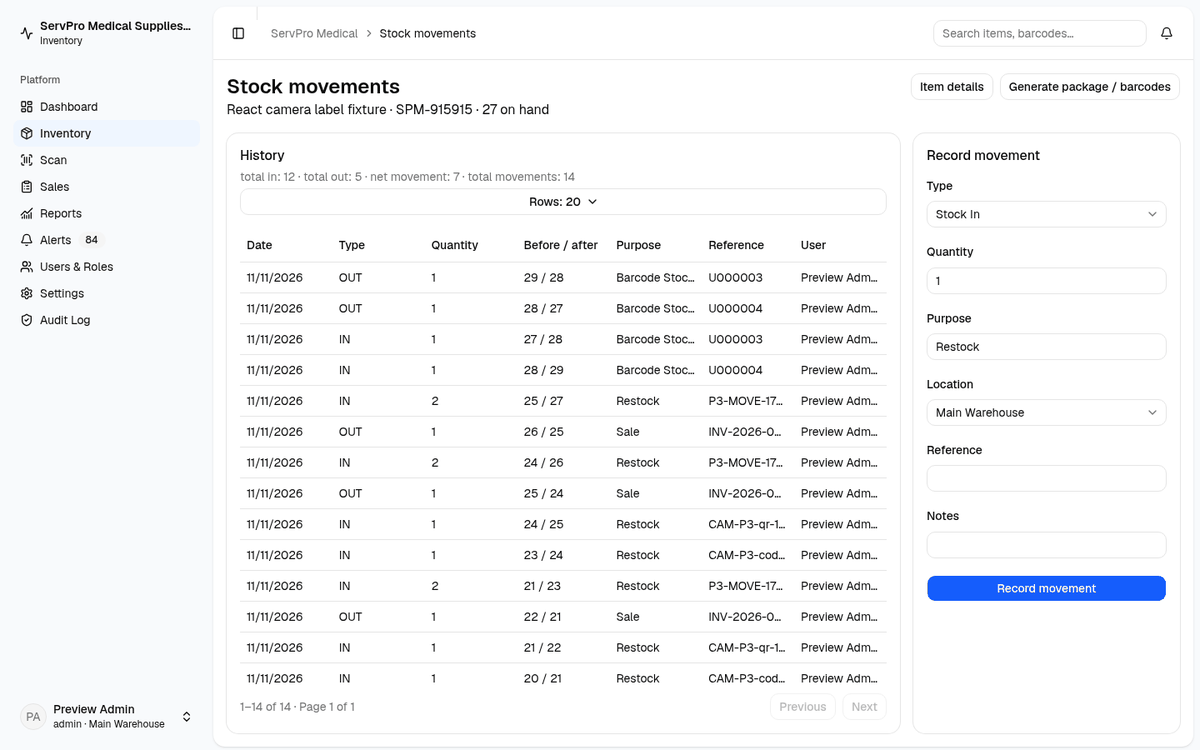 ServPro Medical Supplies...
Inventory
Platform
Dashboard
Inventory
Scan
Sales
Reports
Alerts 84
Users & Roles
Settings
Audit Log
PA
Preview Admin
admin · Main Warehouse
ServPro Medical > Stock movements
Search items, barcodes...
Stock movements
React camera label fixture · SPM-915915 · 27 on hand
Item details
Generate package / barcodes
History
total in: 12 · total out: 5 · net movement: 7 · total movements: 14
Rows: 20
Date Type Quantity Before / after Purpose Reference User
11/11/2026 OUT 1 29 / 28 Barcode Stoc... U000003 Preview Adm...
11/11/2026 OUT 1 28 / 27 Barcode Stoc... U000004 Preview Adm...
11/11/2026 IN 1 27 / 28 Barcode Stoc... U000003 Preview Adm...
11/11/2026 IN 1 28 / 29 Barcode Stoc... U000004 Preview Adm...
11/11/2026 IN 2 25 / 27 Restock P3-MOVE-17... Preview Adm...
11/11/2026 OUT 1 26 / 25 Sale INV-2026-0... Preview Adm...
11/11/2026 IN 2 24 / 26 Restock P3-MOVE-17... Preview Adm...
11/11/2026 OUT 1 25 / 24 Sale INV-2026-0... Preview Adm...
11/11/2026 IN 1 24 / 25 Restock CAM-P3-qr-1... Preview Adm...
11/11/2026 IN 1 23 / 24 Restock CAM-P3-cod... Preview Adm...
11/11/2026 IN 2 21 / 23 Restock P3-MOVE-17... Preview Adm...
11/11/2026 OUT 1 22 / 21 Sale INV-2026-0... Preview Adm...
11/11/2026 IN 1 21 / 22 Restock CAM-P3-qr-1... Preview Adm...
11/11/2026 IN 1 20 / 21 Restock CAM-P3-cod... Preview Adm...
1–14 of 14 · Page 1 of 1
Previous
Next
Record movement
Type
Stock In
Quantity
1
Purpose
Restock
Location
Main Warehouse
Reference
Notes
Record movement